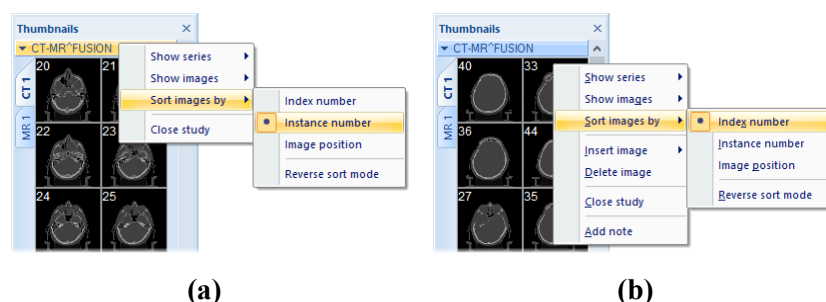 Thumbnails
CT-MR^FUSION
CT 1
MR 1
20
21
22
23
24
25
Show series
Show images
Sort images by
Close study
Index number
Instance number
Image position
Reverse sort mode
(a)
Thumbnails
CT-MR^FUSION
CT 1
MR 1
40
33
36
44
27
35
Show series
Show images
Sort images by
Insert image
Delete image
Close study
Add note
Index number
Instance number
Image position
Reverse sort mode
(b)